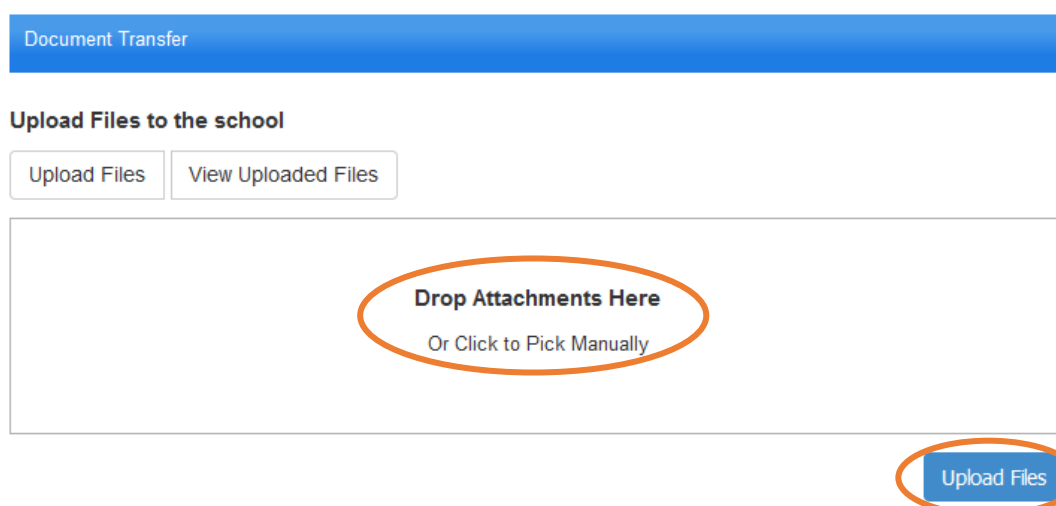 Document Transfer
Upload Files to the school
Upload Files View Uploaded Files
Drop Attachments Here
Or Click to Pick Manually
Upload Files